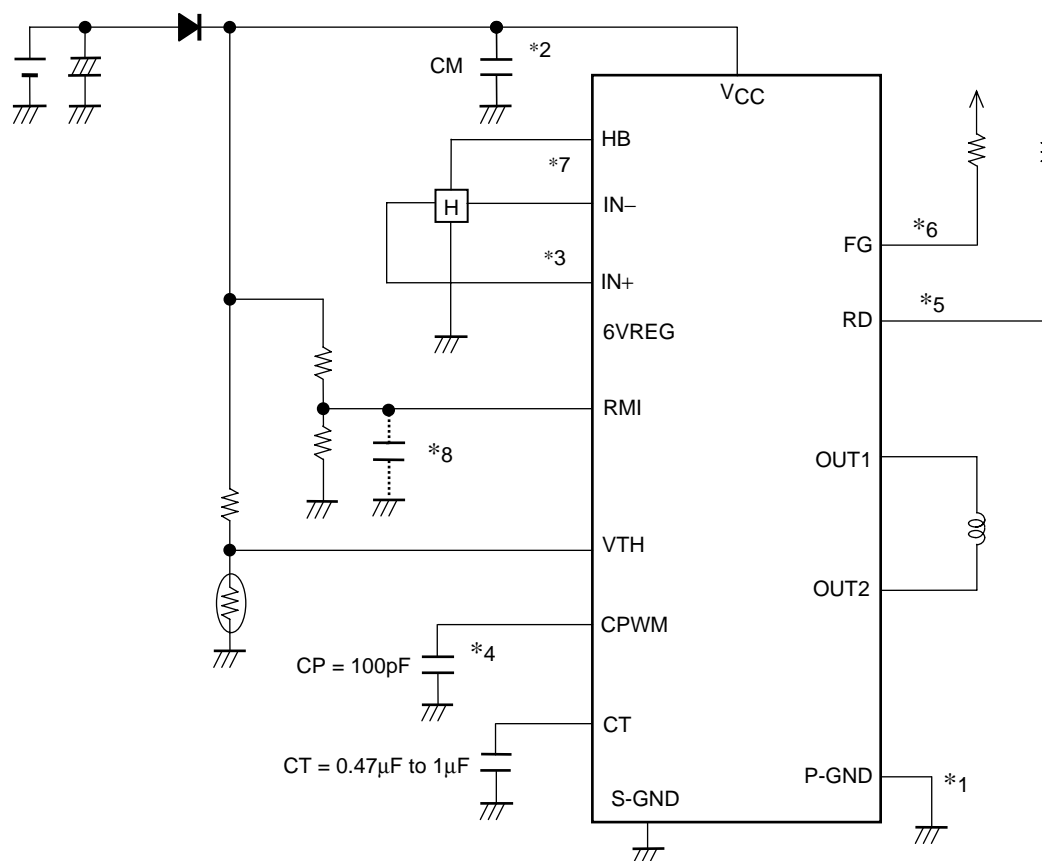 *2
CM
VCC
HB
*7
H
IN−
*6
FG
*3
IN+
*5
RD
6VREG
RMI
*8
OUT1
VTH
OUT2
CPWM
*4
CP = 100pF
CT
CT = 0.47μF to 1μF
P-GND
*1
S-GND